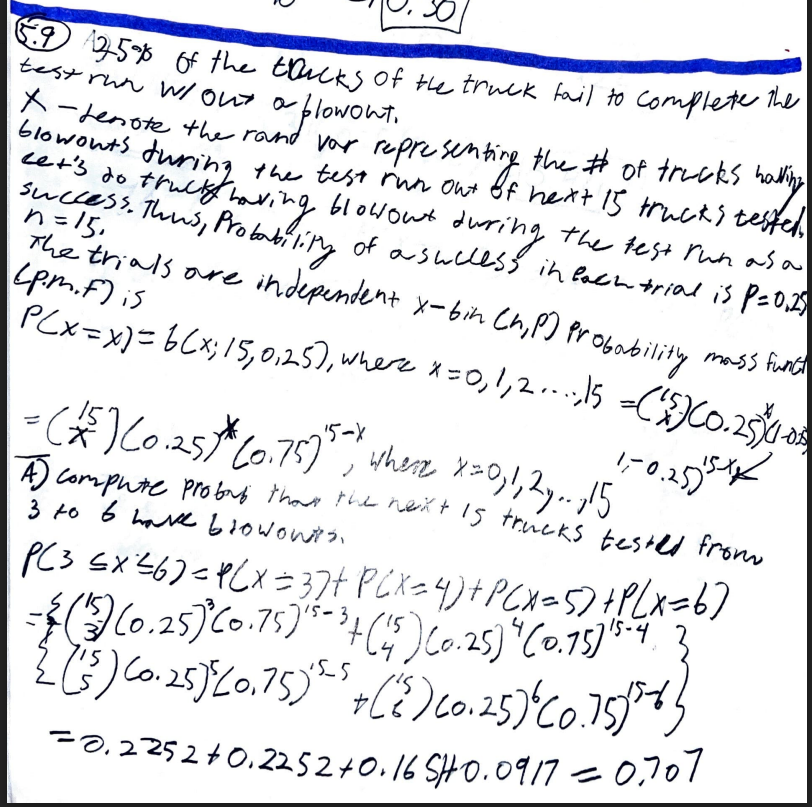 0.30
5.9 A 25% of the trucks of the truck fail to complete the
test run w/out a blowout.
X - denote the rand var representing the # of trucks having
blowouts during the test run out of next 15 trucks tested.
Let's do truck having blowout during the test run as a
success. Thus, Probability of a success in each trial is P=0.25
n=15.
The trials are independent x-bin (n,P) Probability mass funct
(p.m.f) is
P(X=x)=b(x;15,0.25), where x=0,1,2....,15 =(15 x)(0.25)^x(1-0.25)
1,-0.25)^15-x
=(15 x)(0.25)^x(0.75)^15-x, where x=0,1,2,...,15
A) compute probab that the next 15 trucks tested from
3 to 6 have blowouts.
P(3≤x≤6)=P(X=3)+P(X=4)+P(X=5)+P(X=6)
={(15 3)(0.25)^3(0.75)^15-3+(15 4)(0.25)^4(0.75)^15-4}
{(15 5)(0.25)^5(0.75)^15-5+(15 6)(0.25)^6(0.75)^15-6}
=0.2252+0.2252+0.1651+0.0917=0.707